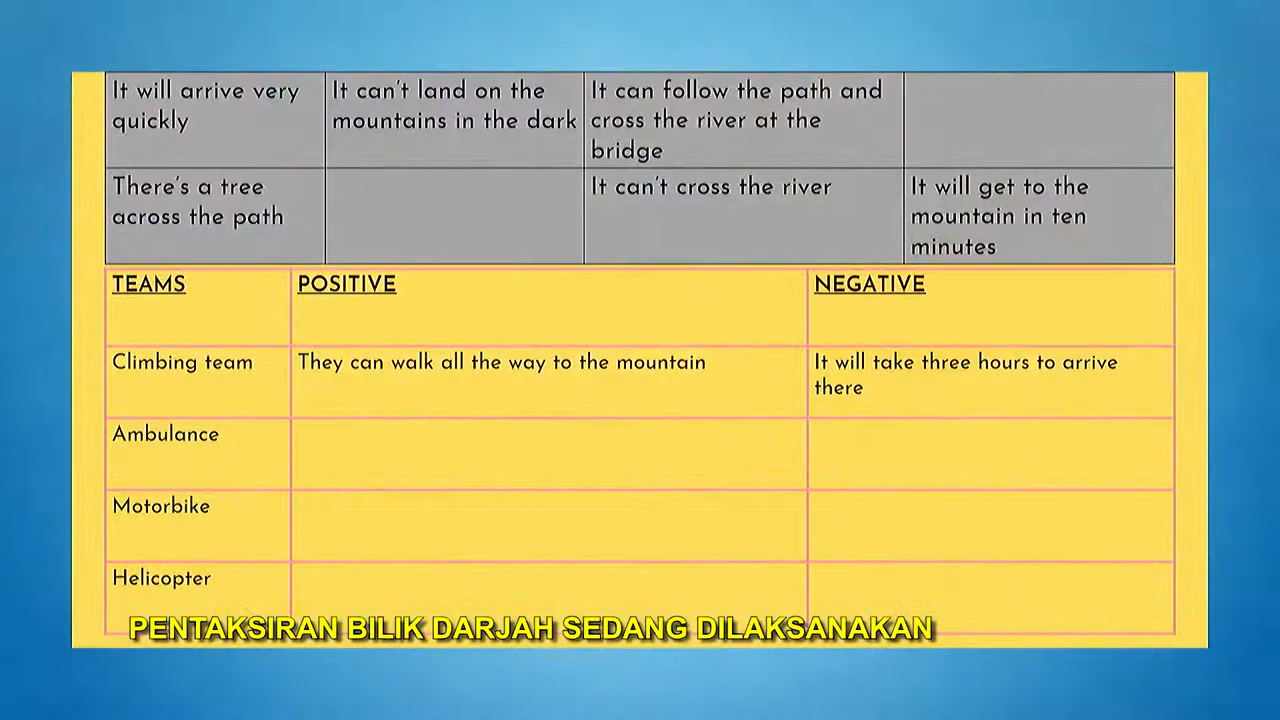 It will arrive very
quickly
It can't land on the
mountains in the dark
It can follow the path and
cross the river at the
bridge
There's a tree
across the path
It can't cross the river
It will get to the
mountain in ten
minutes
TEAMS
POSITIVE
NEGATIVE
Climbing team
They can walk all the way to the mountain
It will take three hours to arrive
there
Ambulance
Motorbike
Helicopter
PENTAKSIRAN BILIK DARJAH SEDANG DILAKSANAKAN